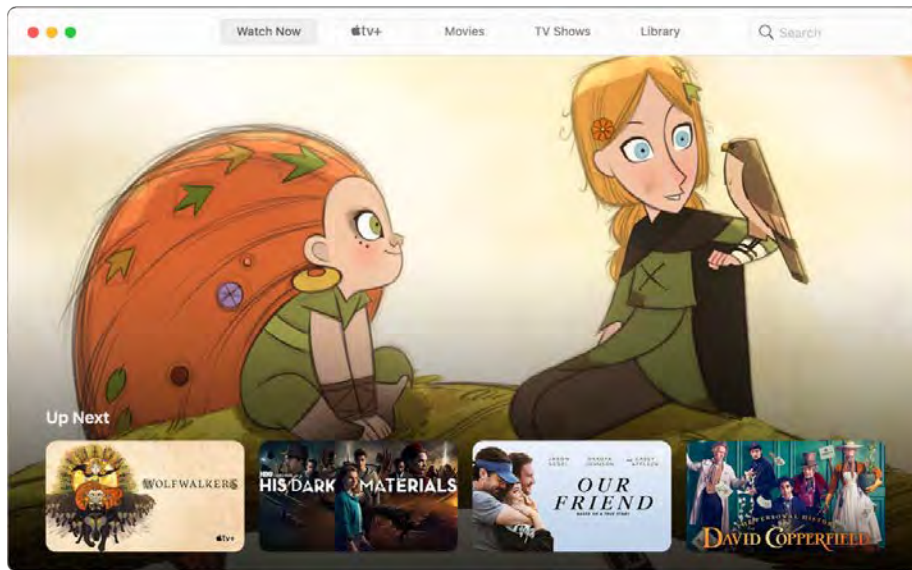 Watch Now
tv+
Movies
TV Shows
Library
Search
Up Next
WOLFWALKERS
tv+
HBO
HIS DARK MATERIALS
JASON SEGEL
DAKOTA JOHNSON
AND CASEY AFFLECK
OUR
FRIEND
BASED ON A TRUE STORY
THE PERSONAL HISTORY OF
DAVID COPPERFIELD